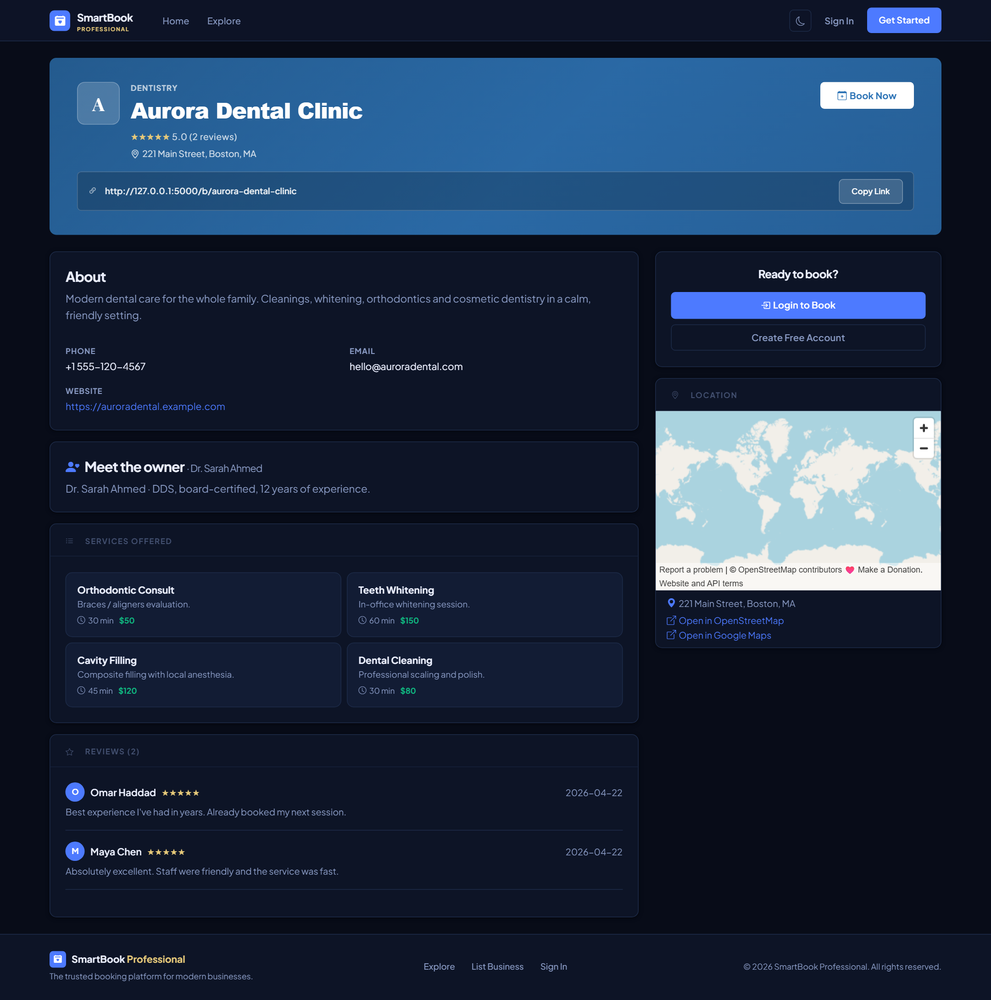 SmartBook
PROFESSIONAL
Home
Explore
Sign In
Get Started
A
DENTISTRY
Aurora Dental Clinic
★★★★★ 5.0 (2 reviews)
221 Main Street, Boston, MA
Book Now
http://127.0.0.1:5000/b/aurora-dental-clinic
Copy Link
About
Modern dental care for the whole family. Cleanings, whitening, orthodontics and cosmetic dentistry in a calm,
friendly setting.
PHONE
+1 555-120-4567
EMAIL
hello@auroradental.com
WEBSITE
https://auroradental.example.com
Meet the owner · Dr. Sarah Ahmed
Dr. Sarah Ahmed · DDS, board-certified, 12 years of experience.
SERVICES OFFERED
Orthodontic Consult
Braces / aligners evaluation.
30 min $50
Teeth Whitening
In-office whitening session.
60 min $150
Cavity Filling
Composite filling with local anesthesia.
45 min $120
Dental Cleaning
Professional scaling and polish.
30 min $80
REVIEWS (2)
O
Omar Haddad ★★★★★
2026-04-22
Best experience I've had in years. Already booked my next session.
M
Maya Chen ★★★★★
2026-04-22
Absolutely excellent. Staff were friendly and the service was fast.
Ready to book?
Login to Book
Create Free Account
LOCATION
+
−
Report a problem | © OpenStreetMap contributors ♥ Make a Donation.
Website and API terms
221 Main Street, Boston, MA
Open in OpenStreetMap
Open in Google Maps
SmartBook Professional
The trusted booking platform for modern businesses.
Explore
List Business
Sign In
© 2026 SmartBook Professional. All rights reserved.